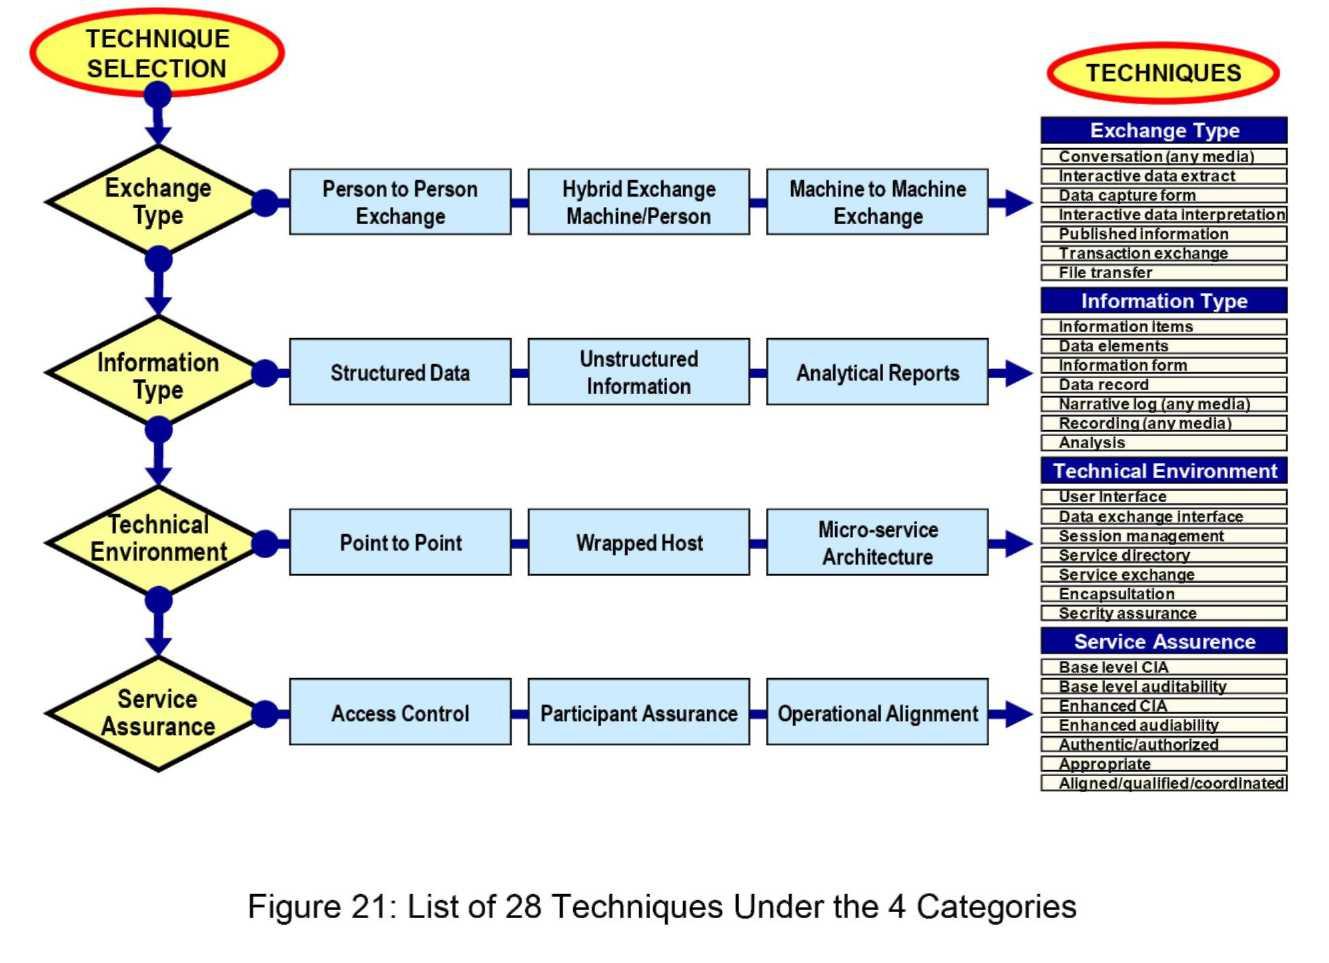 TECHNIQUE
SELECTION
TECHNIQUES
Exchange
Type
Person to Person
Exchange
Hybrid Exchange
Machine/Person
Machine to Machine
Exchange
Exchange Type
Conversation (any media)
Interactive data extract
Data capture form
Interactive data interpretation
Published information
Transaction exchange
File transfer
Information
Type
Structured Data
Unstructured
Information
Analytical Reports
Information Type
Information items
Data elements
Information form
Data record
Narrative log (any media)
Recording (any media)
Analysis
Technical
Environment
Point to Point
Wrapped Host
Micro-service
Architecture
Technical Environment
User Interface
Data exchange interface
Session management
Service directory
Service exchange
Encapsultation
Secrity assurance
Service
Assurance
Access Control
Participant Assurance
Operational Alignment
Service Assurence
Base level CIA
Base level auditability
Enhanced CIA
Enhanced audiability
Authentic/authorized
Appropriate
Aligned/qualified/coordinated
Figure 21: List of 28 Techniques Under the 4 Categories